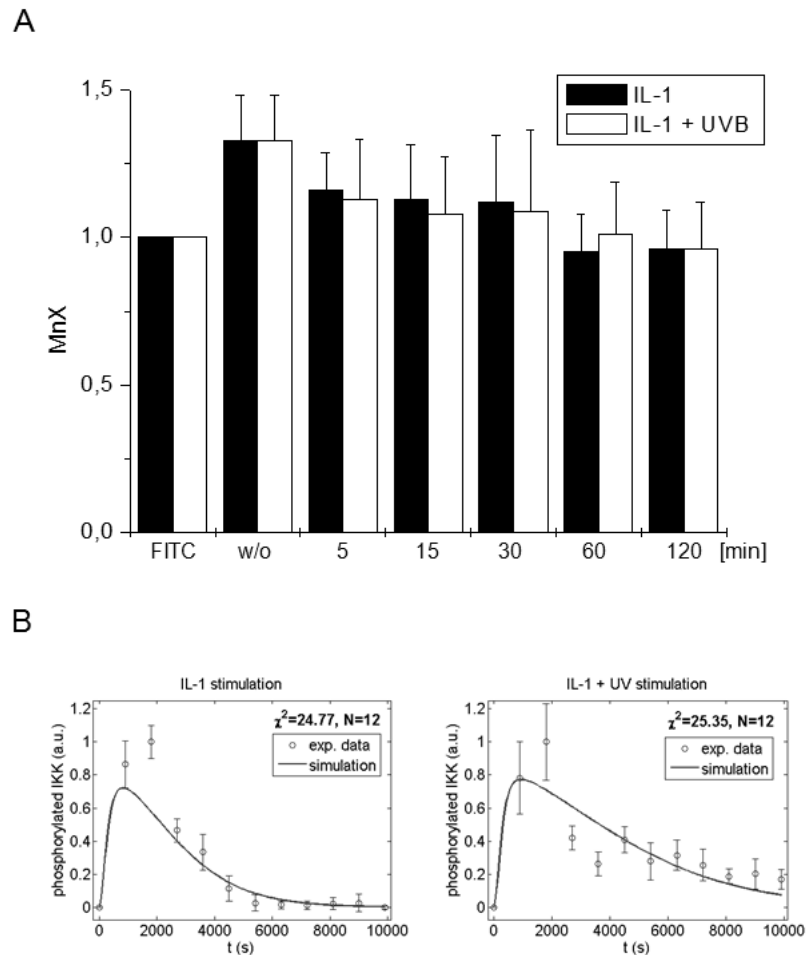 A
1,5
1,0
0,5
0,0
MnX
IL-1
IL-1 + UVB
FITC w/o 5 15 30 60 120 [min]
B
IL-1 stimulation
χ²=24.77, N=12
exp. data
simulation
1.2
1
0.8
0.6
0.4
0.2
0
phosphorylated IKK (a.u.)
0 2000 4000 6000 8000 10000
t (s)
IL-1 + UV stimulation
χ²=25.35, N=12
exp. data
simulation
1.2
1
0.8
0.6
0.4
0.2
0
phosphorylated IKK (a.u.)
0 2000 4000 6000 8000 10000
t (s)